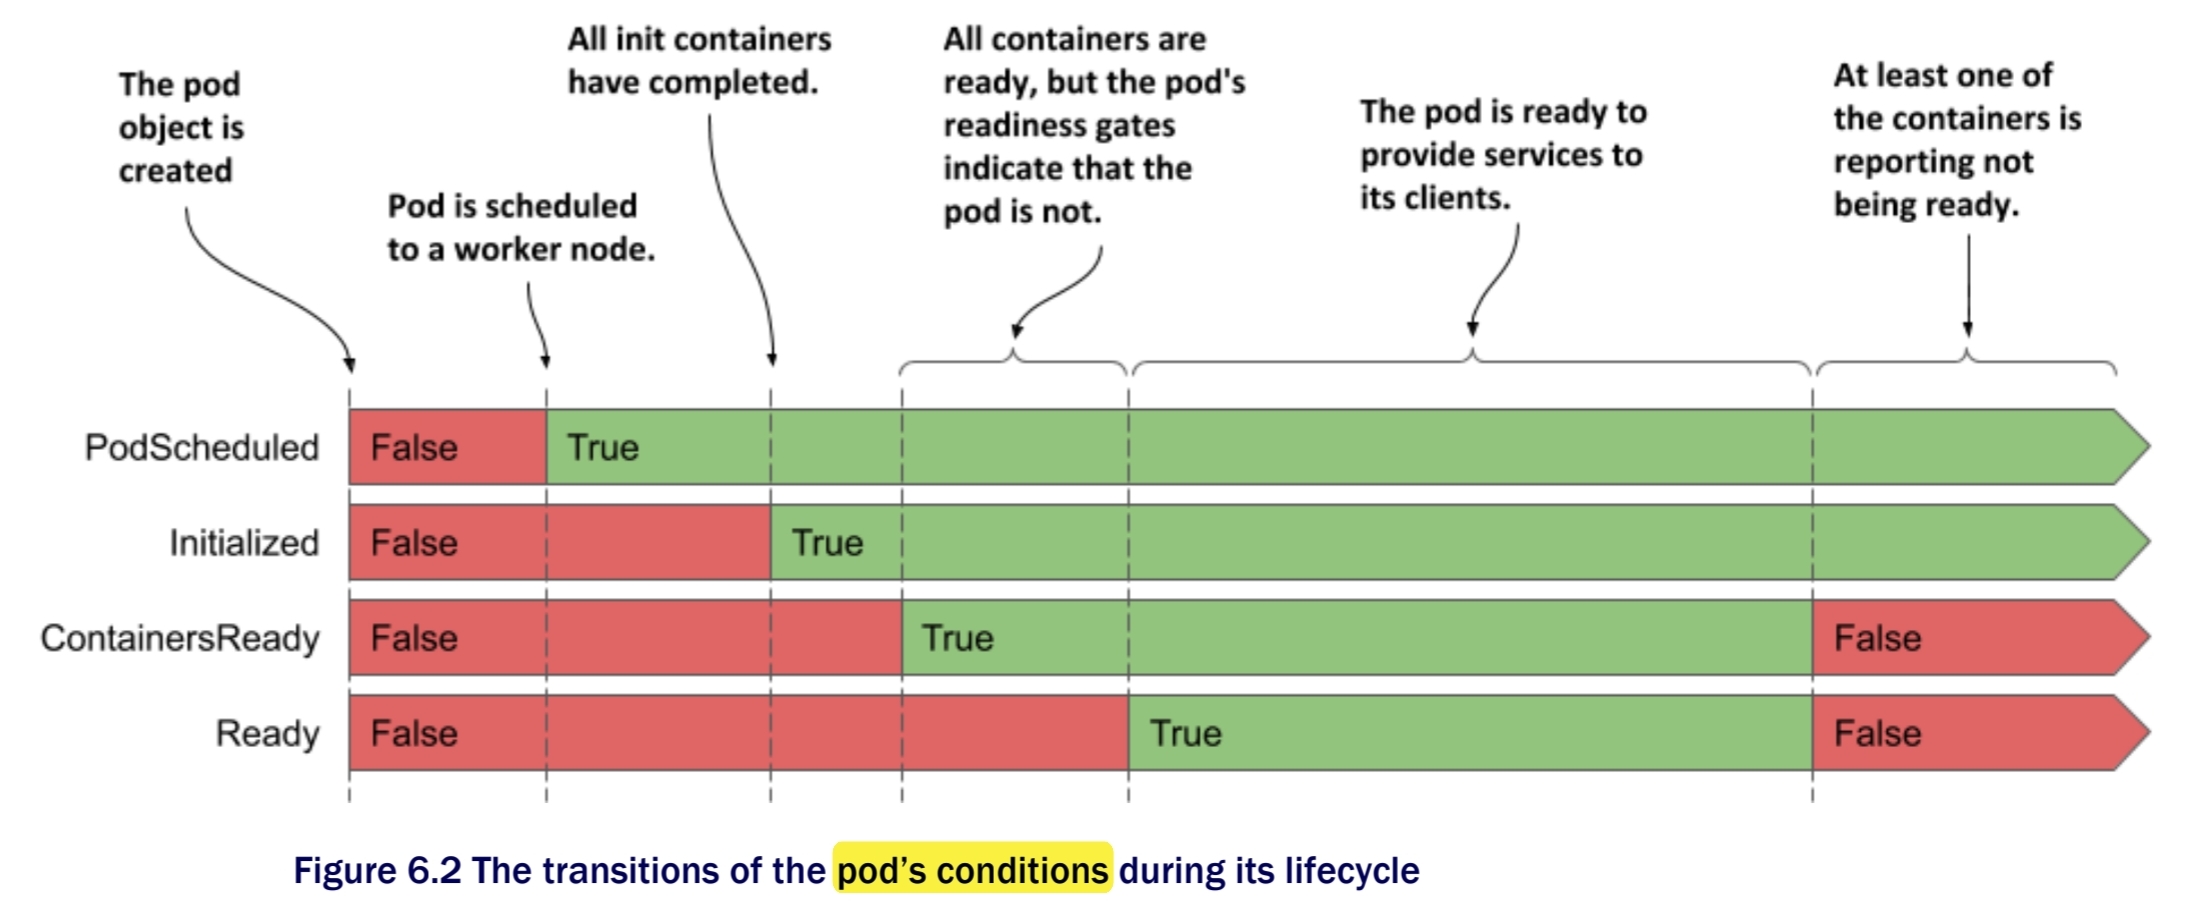 The pod
object is
created
Pod is scheduled
to a worker node.
All init containers
have completed.
All containers are
ready, but the pod's
readiness gates
indicate that the
pod is not.
The pod is ready to
provide services to
its clients.
At least one of
the containers is
reporting not
being ready.
PodScheduled False True
Initialized False True
ContainersReady False True False
Ready False True False
Figure 6.2 The transitions of the pod’s conditions during its lifecycle